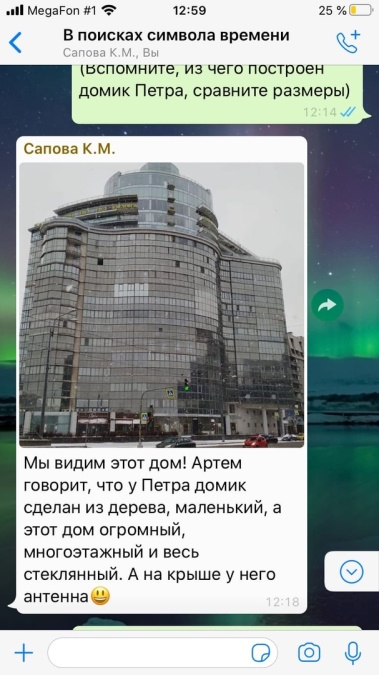 MegaFon #1 12:59 25 %
В поисках символа времени
Сапова К.М., Вы
(Вспомните, из чего построен
домик Петра, сравните размеры)
12:14
Сапова К.М.
Мы видим этот дом! Артем
говорит, что у Петра домик
сделан из дерева, маленький, а
этот дом огромный,
многоэтажный и весь
стеклянный. А на крыше у него
антенна😃
12:18